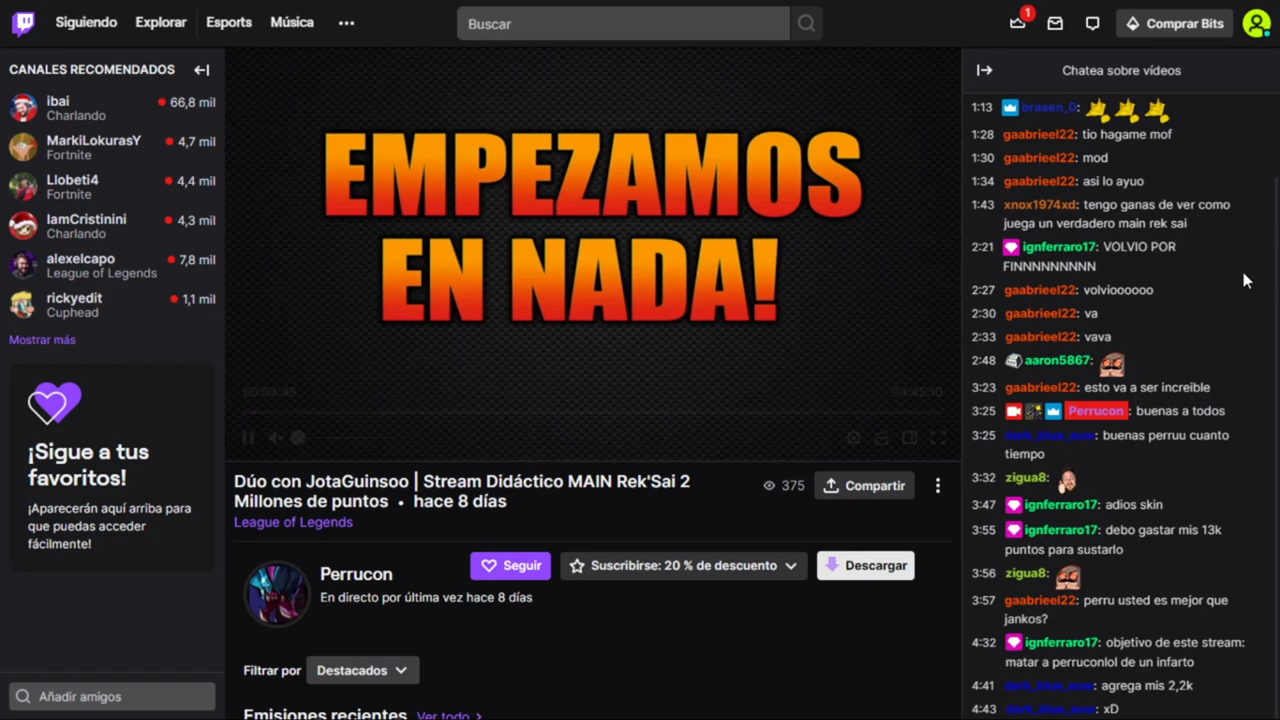 Siguiendo Explorar Esports Música
Buscar
1
Comprar Bits
CANALES RECOMENDADOS
ibai 66,8 mil
Charlando
MarkiLokurasY 4,7 mil
Fortnite
Llobeti4 4,4 mil
Fortnite
IamCristinini 4,3 mil
Charlando
alexelcapo 7,8 mil
League of Legends
rickyedit 1,1 mil
Cuphead
Mostrar más
¡Sigue a tus
favoritos!
¡Aparecerán aquí arriba para
que puedas acceder
fácilmente!
Añadir amigos
EMPEZAMOS
EN NADA!
00:04:46 04:45:10
Dúo con JotaGuinsoo | Stream Didáctico MAIN Rek'Sai 2
Millones de puntos • hace 8 días
League of Legends
375
Compartir
Perrucon
En directo por última vez hace 8 días
Seguir
Suscribirse: 20 % de descuento
Descargar
Filtrar por Destacados
Emisiones recientes Ver todo
Chatea sobre vídeos
1:13 brasen_0:
1:28 gaabrieel22: tio hagame mof
1:30 gaabrieel22: mod
1:34 gaabrieel22: asi lo ayuo
1:43 xnox1974xd: tengo ganas de ver como
juega un verdadero main rek sai
2:21 ignferraro17: VOLVIO POR
FINNNNNNNNN
2:27 gaabrieel22: volvioooooo
2:30 gaabrieel22: va
2:33 gaabrieel22: vava
2:48 aaron5867:
3:23 gaabrieel22: esto va a ser increible
3:25 Perrucon : buenas a todos
3:25 : buenas perruu cuanto
tiempo
3:32 zigua8:
3:47 ignferraro17: adios skin
3:55 ignferraro17: debo gastar mis 13k
puntos para sustarlo
3:56 zigua8:
3:57 gaabrieel22: perru usted es mejor que
jankos?
4:32 ignferraro17: objetivo de este stream:
matar a perruconlol de un infarto
4:41 : agrega mis 2,2k
4:43 : xD